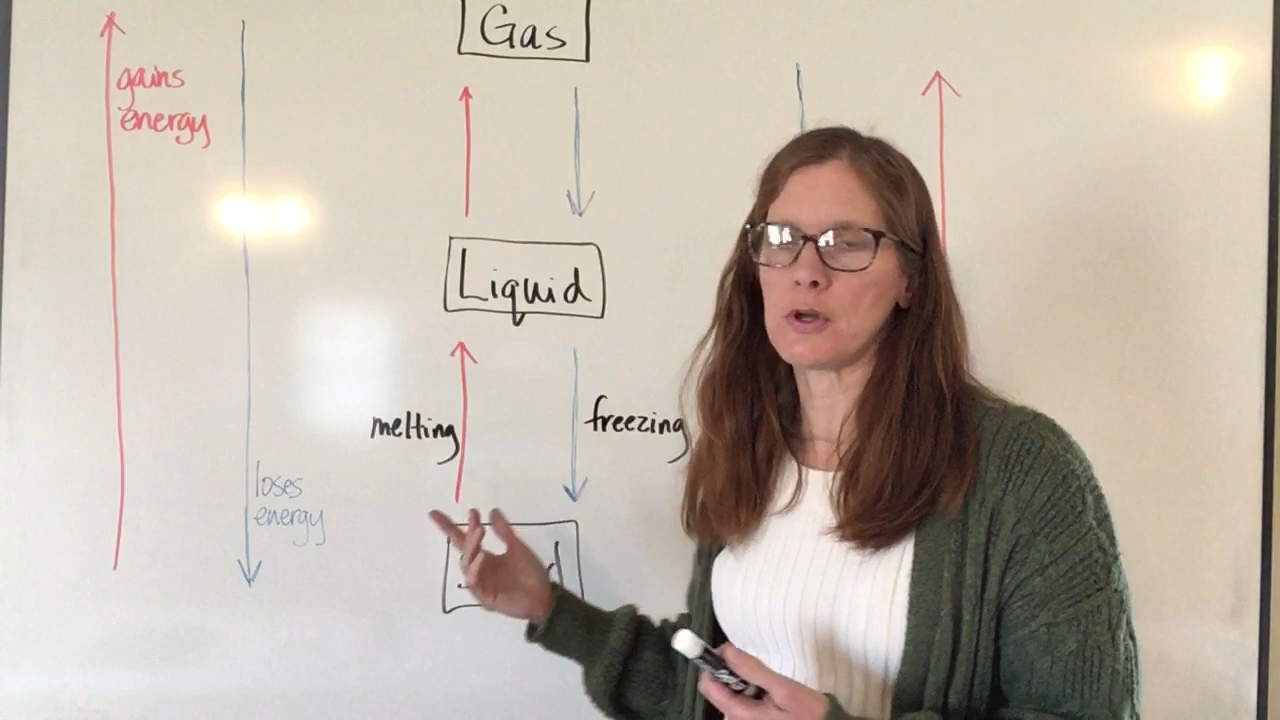 Gas
gains
energy
Liquid
melting
freezing
loses
energy